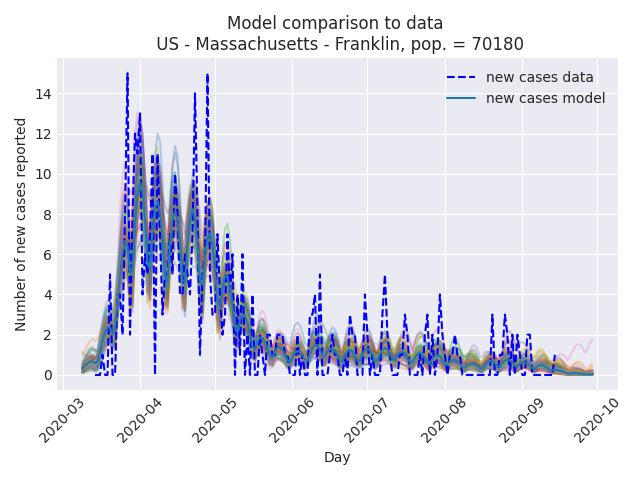 Model comparison to data
US - Massachusetts - Franklin, pop. = 70180
new cases data
new cases model
Number of new cases reported
14
12
10
8
6
4
2
0
2020-03
2020-04
2020-05
2020-06
2020-07
2020-08
2020-09
2020-10
Day